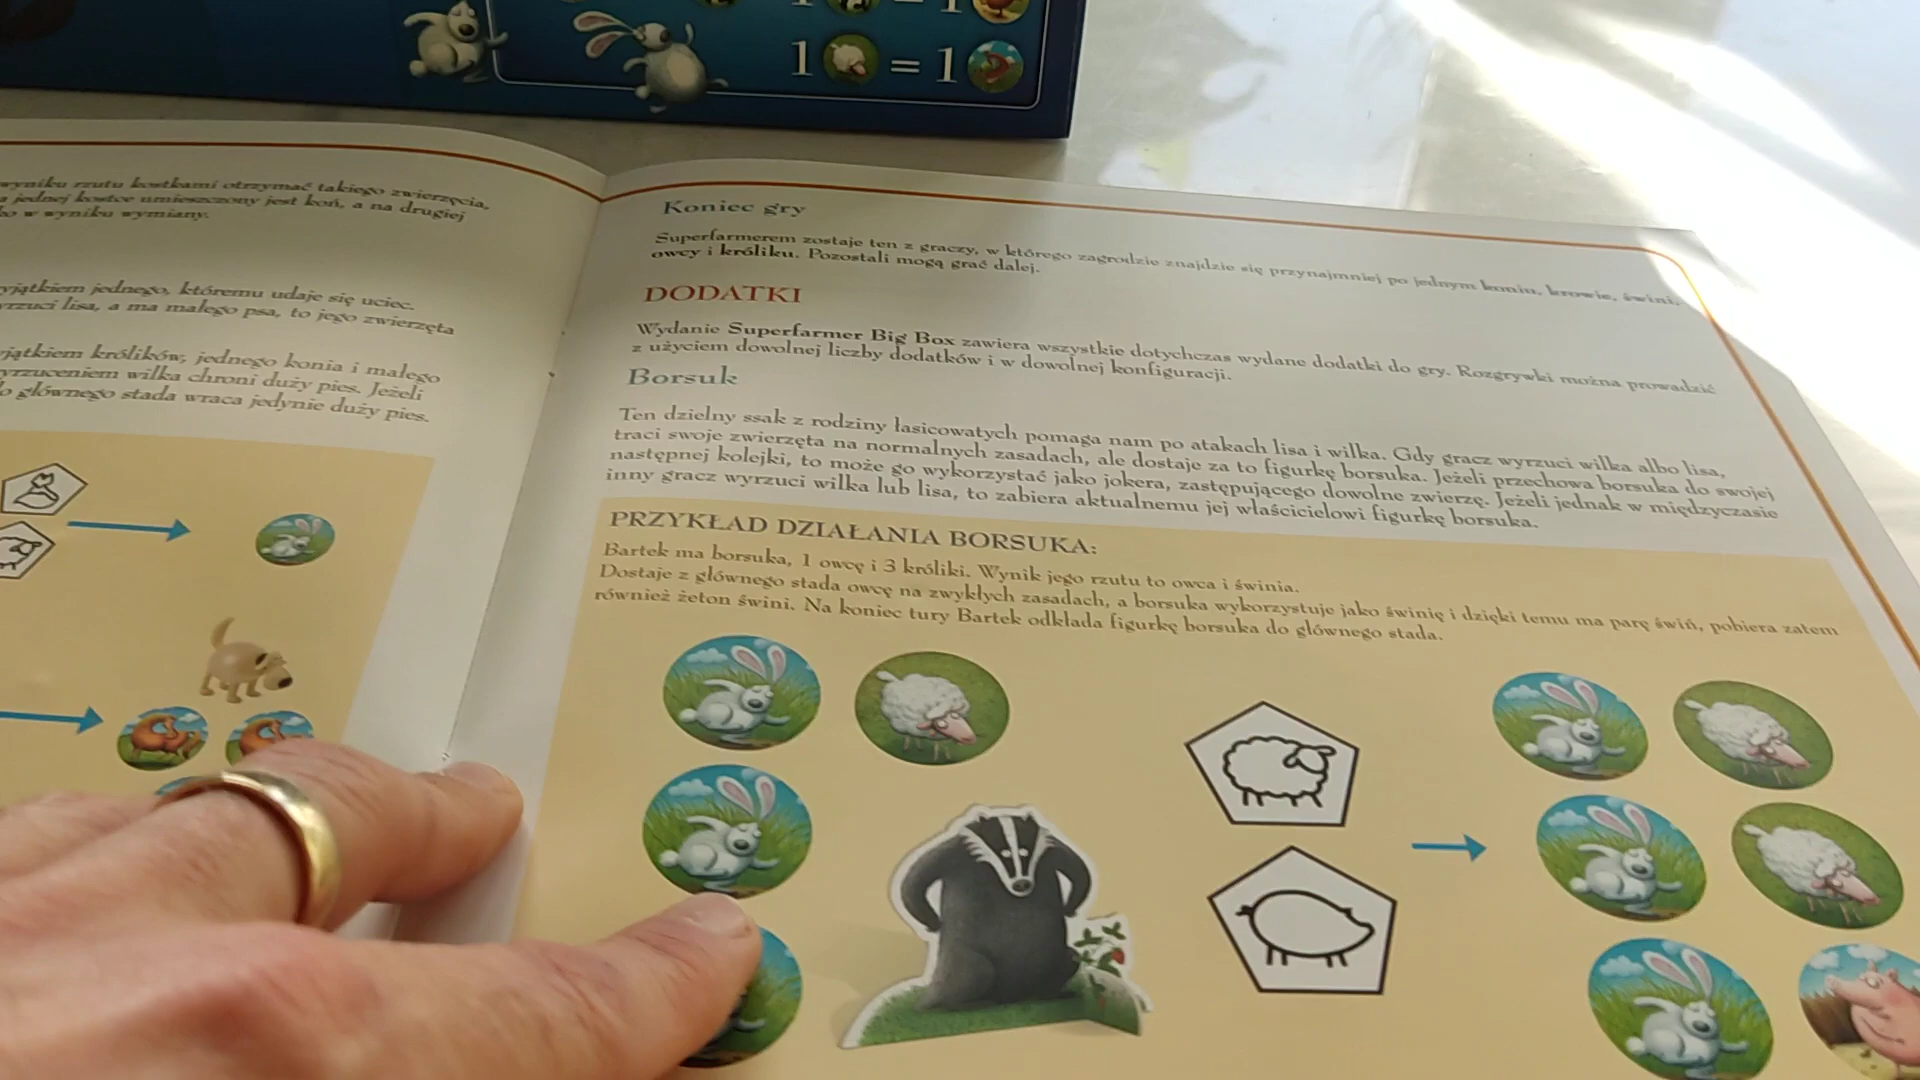 1 = 1
1 = 1
wyniku rzutu kostkami otrzymać takiego zwierzęcia,
jednej kostce umieszczony jest koń, a na drugiej
w wyniku wymiany.
jednego, któremu udaje się uciec.
lisa, a ma małego psa, to jego zwierzęta
królików, jednego konia i małego
wilka chroni duży pies. Jeżeli
głównego stada wraca jedynie duży pies.
Koniec gry
Superfarmerem zostaje ten z graczy, w którego zagrodzie znajdzie się przynajmniej po jednym koniu, krowie, świni,
owcy i króliku. Pozostali mogą grać dalej.
DODATKI
Wydanie Superfarmer Big Box zawiera wszystkie dotychczas wydane dodatki do gry. Rozgrywki można prowadzić
z użyciem dowolnej liczby dodatków i w dowolnej konfiguracji.
Borsuk
Ten dzielny ssak z rodziny łasicowatych pomaga nam po atakach lisa i wilka. Gdy gracz wyrzuci wilka albo lisa,
traci swoje zwierzęta na normalnych zasadach, ale dostaje za to figurkę borsuka. Jeżeli przechowa borsuka do swojej
następnej kolejki, to może go wykorzystać jako jokera, zastępującego dowolne zwierzę. Jeżeli jednak w międzyczasie
inny gracz wyrzuci wilka lub lisa, to zabiera aktualnemu jej właścicielowi figurkę borsuka.
PRZYKŁAD DZIAŁANIA BORSUKA:
Bartek ma borsuka, 1 owcę i 3 króliki. Wynik jego rzutu to owca i świnia.
Dostaje z głównego stada owcę na zwykłych zasadach, a borsuka wykorzystuje jako świnię i dzięki temu ma parę świń, pobiera zatem
również żeton świni. Na koniec tury Bartek odkłada figurkę borsuka do głównego stada.